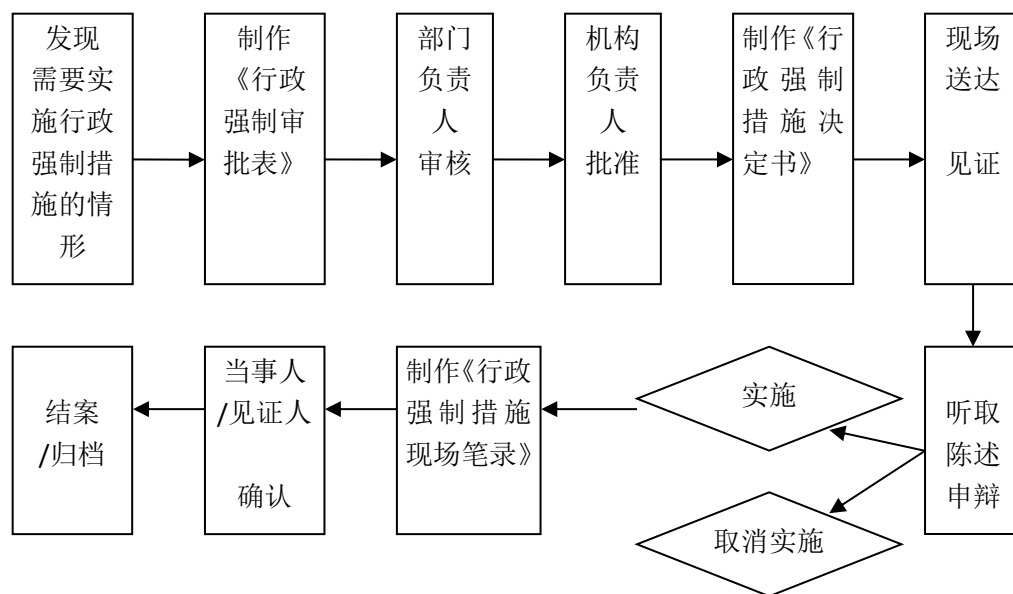 发现
需要实
施行政
强制措
施的情
形
制作
《行政
强制审
批表》
部门
负责
人
审核
机构
负责
人
批准
制作《行
政强制
措施决
定书》
现场
送达
见证
听取
陈述
申辩
实施
取消实施
制作《行政
强制措施
现场笔录》
当事人
/见证人
确认
结案
/归档